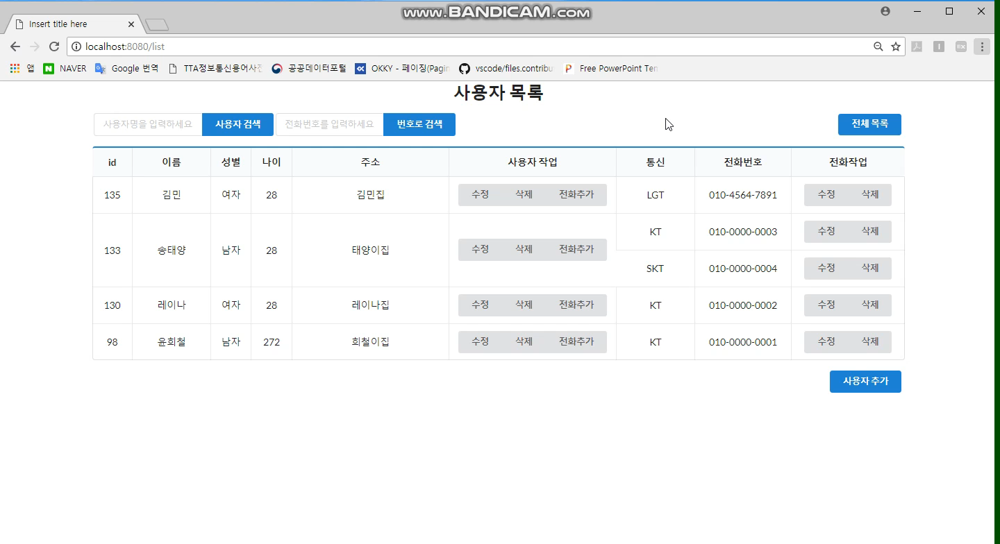 www.BANDICAM.com
Insert title here
localhost:8080/list
앱 NAVER Google 번역 TTA정보통신용어사전 공공데이터포털 OKKY - 페이징(Pagin vscode/files.contribu Free PowerPoint Ten
사용자 목록
사용자명을 입력하세요 사용자 검색 전화번호를 입력하세요 번호로 검색 전체 목록
id 이름 성별 나이 주소 사용자 작업 통신 전화번호 전화작업
135 김민 여자 28 김민집 수정 삭제 전화추가 LGT 010-4564-7891 수정 삭제
133 송태양 남자 28 태양이집 수정 삭제 전화추가 KT 010-0000-0003 수정 삭제
SKT 010-0000-0004 수정 삭제
130 레이나 여자 28 레이나집 수정 삭제 전화추가 KT 010-0000-0002 수정 삭제
98 윤희철 남자 272 희철이집 수정 삭제 전화추가 KT 010-0000-0001 수정 삭제
사용자 추가